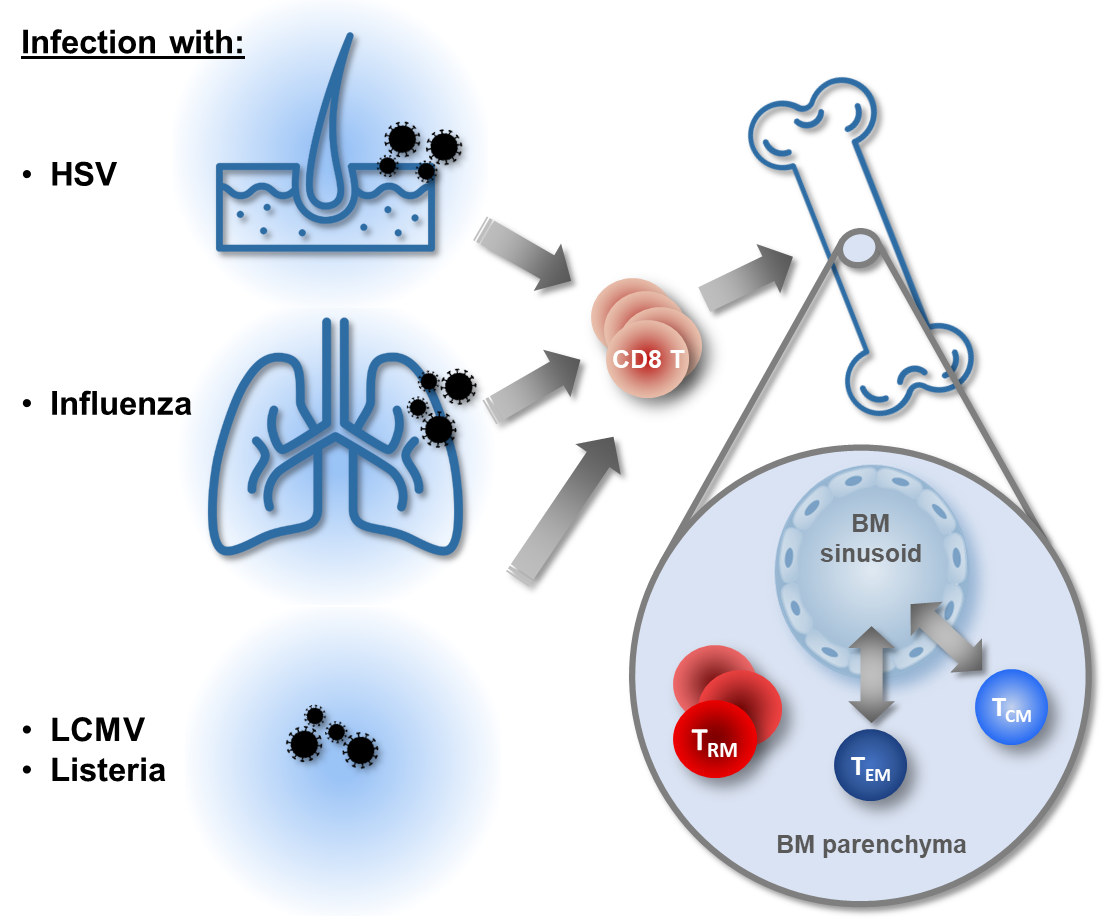 Infection with:
• HSV
• Influenza
• LCMV
• Listeria
CD8 T
BM
sinusoid
TRM
TEM
TCM
BM parenchyma